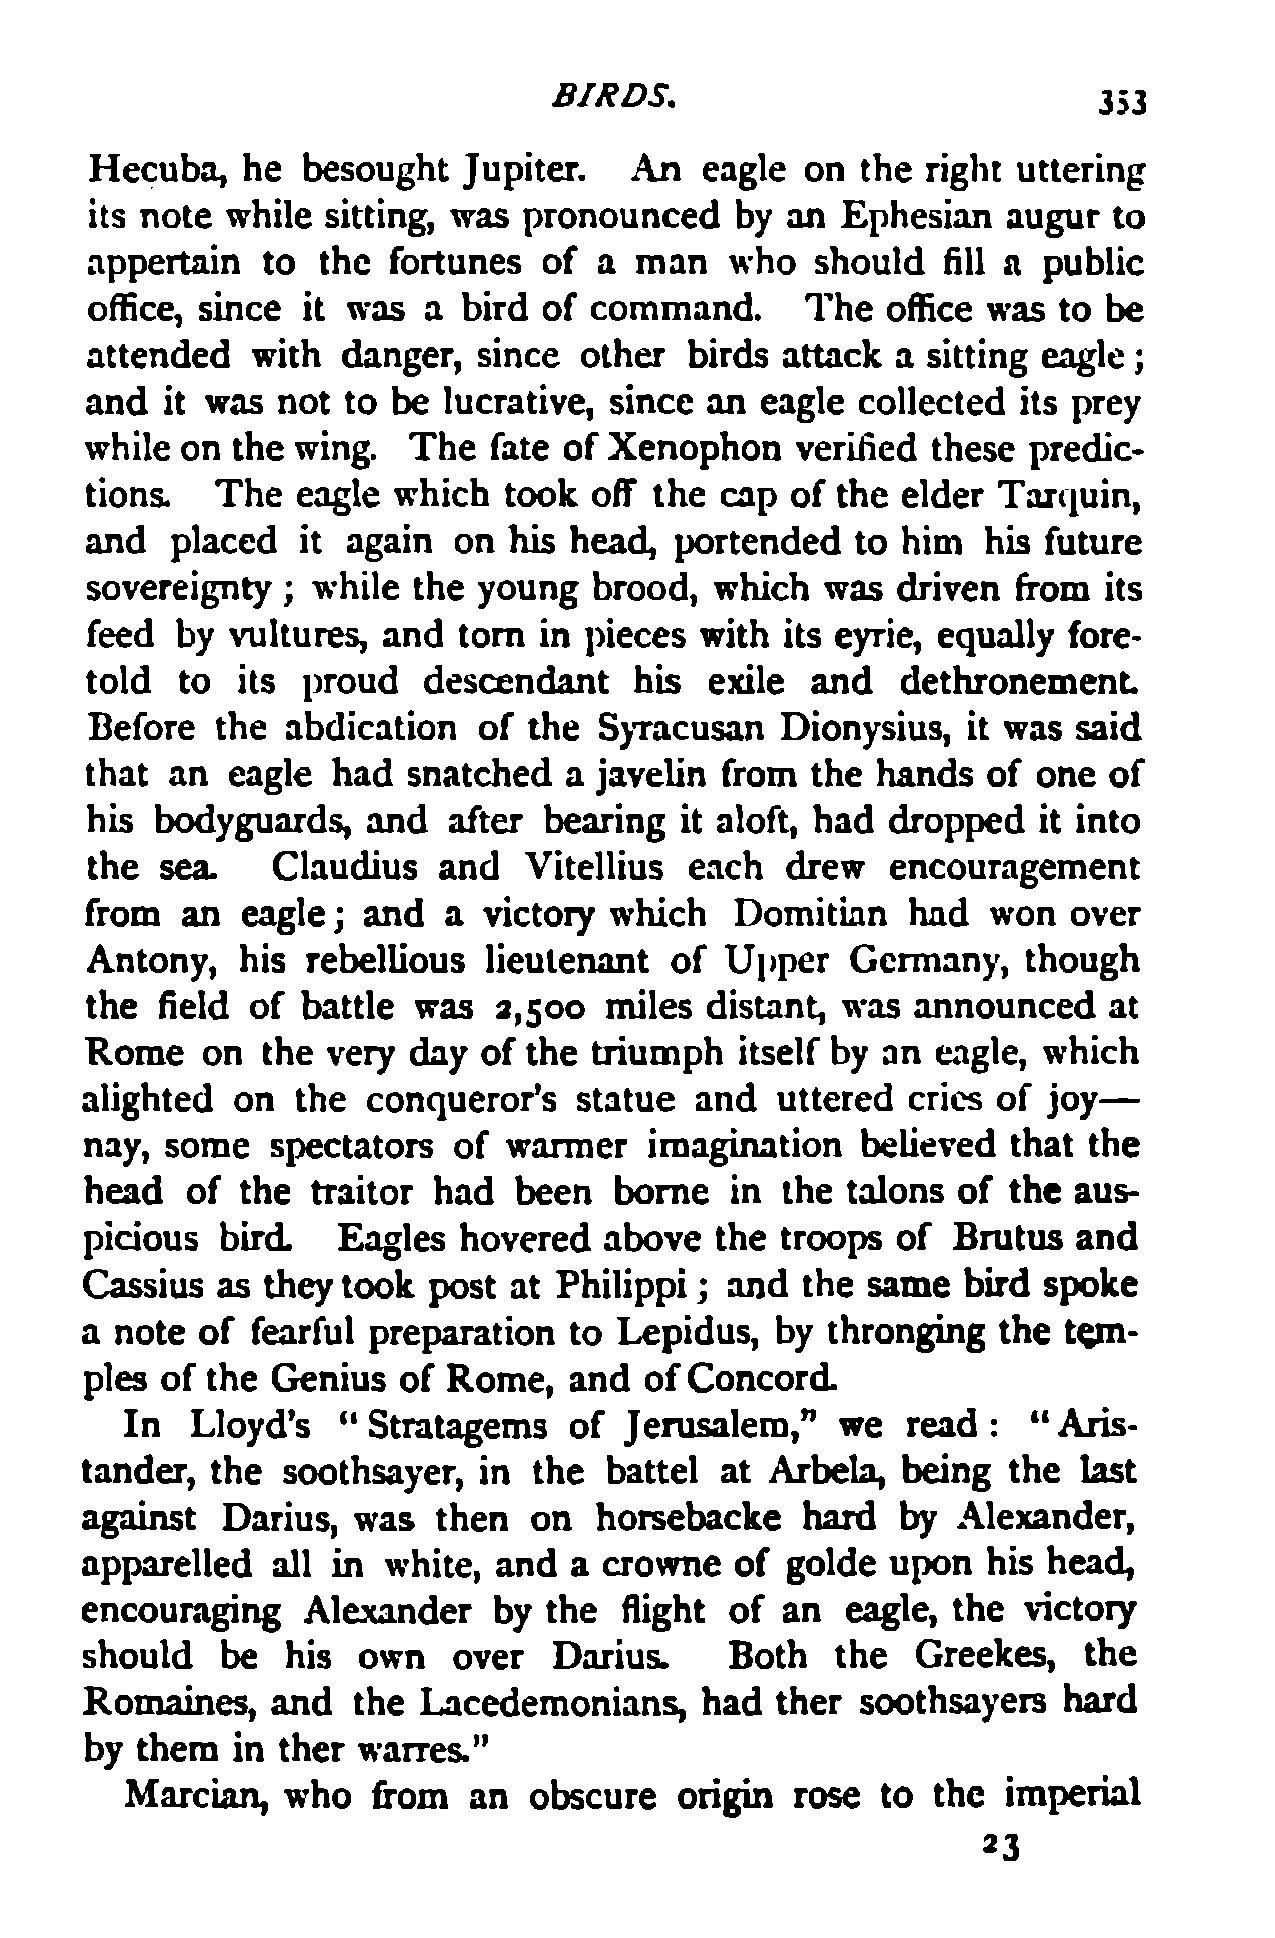 BIRDS. 353
Hecuba, he besought Jupiter. An eagle on the right uttering
its note while sitting, was pronounced by an Ephesian augur to
appertain to the fortunes of a man who should fill a public
office, since it was a bird of command. The office was to be
attended with danger, since other birds attack a sitting eagle ;
and it was not to be lucrative, since an eagle collected its prey
while on the wing. The fate of Xenophon verified these predic-
tions. The eagle which took off the cap of the elder Tarquin,
and placed it again on his head, portended to him his future
sovereignty ; while the young brood, which was driven from its
feed by vultures, and torn in pieces with its eyrie, equally fore-
told to its proud descendant his exile and dethronement.
Before the abdication of the Syracusan Dionysius, it was said
that an eagle had snatched a javelin from the hands of one of
his bodyguards, and after bearing it aloft, had dropped it into
the sea. Claudius and Vitellius each drew encouragement
from an eagle ; and a victory which Domitian had won over
Antony, his rebellious lieutenant of Upper Germany, though
the field of battle was 2,500 miles distant, was announced at
Rome on the very day of the triumph itself by an eagle, which
alighted on the conqueror's statue and uttered cries of joy—
nay, some spectators of warmer imagination believed that the
head of the traitor had been borne in the talons of the aus-
picious bird. Eagles hovered above the troops of Brutus and
Cassius as they took post at Philippi ; and the same bird spoke
a note of fearful preparation to Lepidus, by thronging the tem-
ples of the Genius of Rome, and of Concord.
In Lloyd's "Stratagems of Jerusalem," we read : "Aris-
tander, the soothsayer, in the battel at Arbela, being the last
against Darius, was then on horsebacke hard by Alexander,
apparelled all in white, and a crowne of golde upon his head,
encouraging Alexander by the flight of an eagle, the victory
should be his own over Darius. Both the Greekes, the
Romaines, and the Lacedemonians, had ther soothsayers hard
by them in ther warres."
Marcian, who from an obscure origin rose to the imperial
23